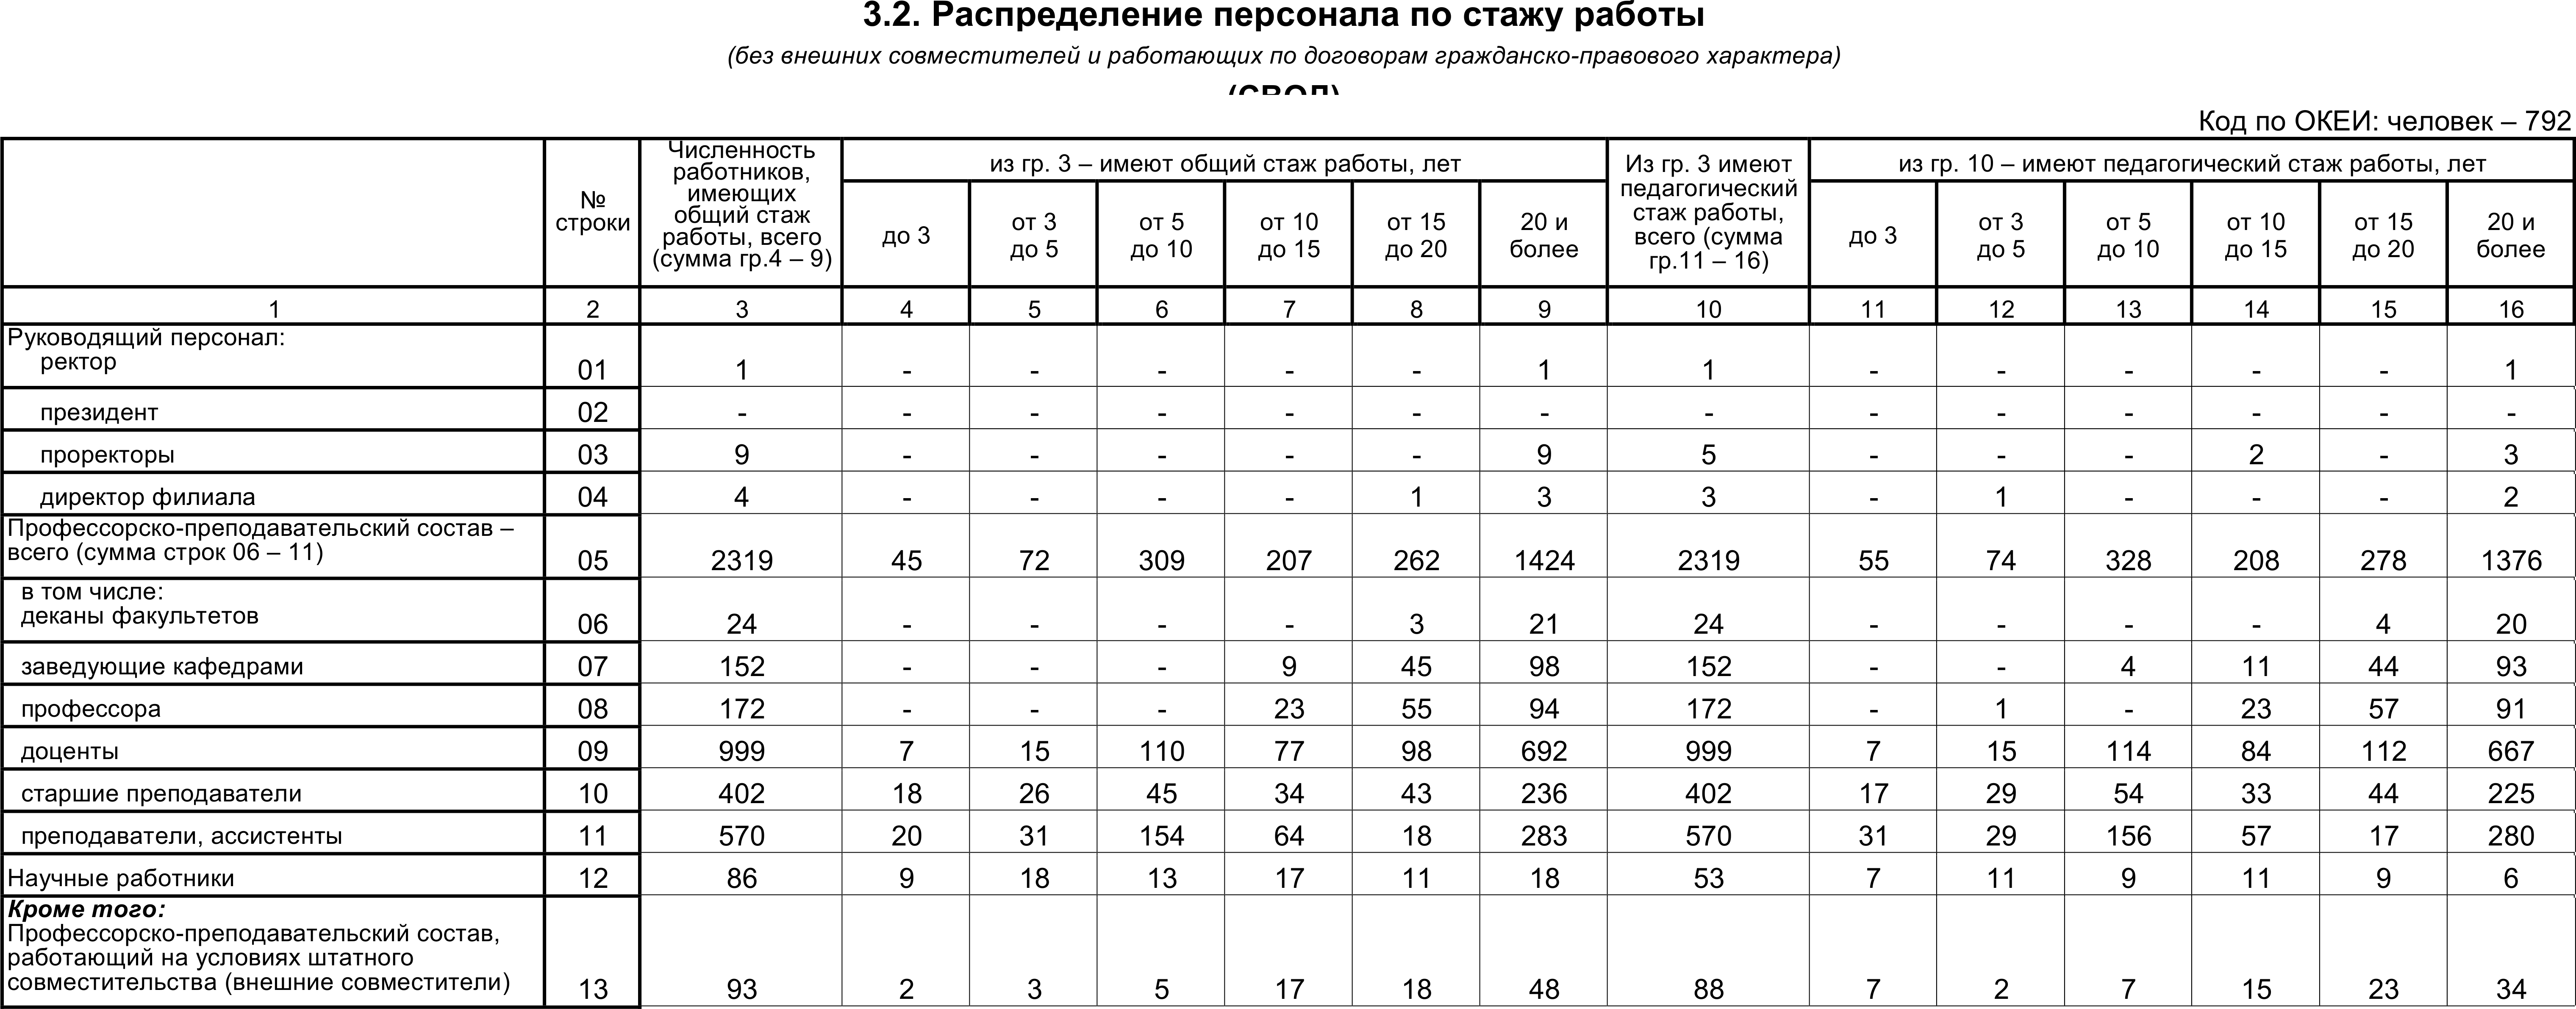 3.2. Распределение персонала по стажу работы
(без внешних совместителей и работающих по договорам гражданско-правового характера)
(СВОД)
Код по ОКЕИ: человек – 792
№ строки
Численность работников, имеющих общий стаж работы, всего (сумма гр.4 – 9)
из гр. 3 – имеют общий стаж работы, лет
до 3
от 3 до 5
от 5 до 10
от 10 до 15
от 15 до 20
20 и более
Из гр. 3 имеют педагогический стаж работы, всего (сумма гр.11 – 16)
из гр. 10 – имеют педагогический стаж работы, лет
до 3
от 3 до 5
от 5 до 10
от 10 до 15
от 15 до 20
20 и более
1 2 3 4 5 6 7 8 9 10 11 12 13 14 15 16
Руководящий персонал:
ректор 01 1 - - - - - 1 1 - - - - - 1
президент 02 - - - - - - - - - - - - - -
проректоры 03 9 - - - - - 9 5 - - - 2 - 3
директор филиала 04 4 - - - - 1 3 3 - 1 - - - 2
Профессорско-преподавательский состав –
всего (сумма строк 06 – 11) 05 2319 45 72 309 207 262 1424 2319 55 74 328 208 278 1376
в том числе:
деканы факультетов 06 24 - - - - 3 21 24 - - - - 4 20
заведующие кафедрами 07 152 - - - 9 45 98 152 - - 4 11 44 93
профессора 08 172 - - - 23 55 94 172 - 1 - 23 57 91
доценты 09 999 7 15 110 77 98 692 999 7 15 114 84 112 667
старшие преподаватели 10 402 18 26 45 34 43 236 402 17 29 54 33 44 225
преподаватели, ассистенты 11 570 20 31 154 64 18 283 570 31 29 156 57 17 280
Научные работники 12 86 9 18 13 17 11 18 53 7 11 9 11 9 6
Кроме того:
Профессорско-преподавательский состав,
работающий на условиях штатного
совместительства (внешние совместители) 13 93 2 3 5 17 18 48 88 7 2 7 15 23 34